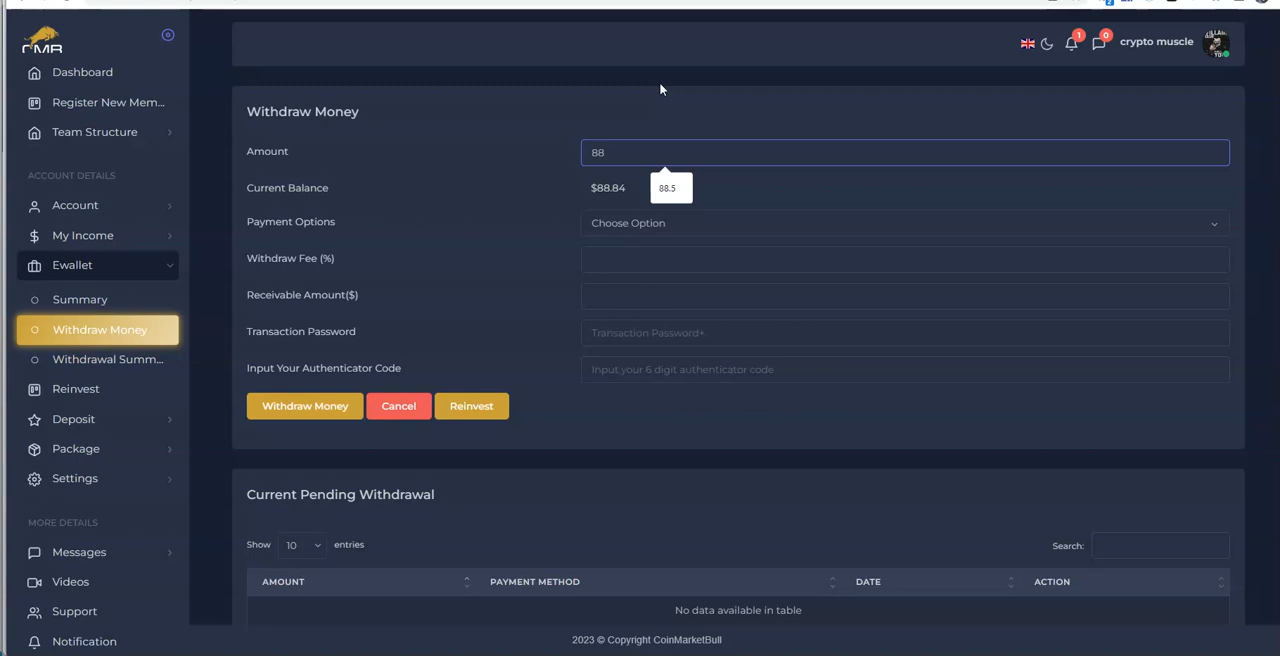 CMB
Dashboard
Register New Mem...
Team Structure
ACCOUNT DETAILS
Account
My Income
Ewallet
Summary
Withdraw Money
Withdrawal Summ...
Reinvest
Deposit
Package
Settings
MORE DETAILS
Messages
Videos
Support
Notification
1
0
crypto muscle
Withdraw Money
Amount
88
Current Balance
$88.84
88.5
Payment Options
Choose Option
Withdraw Fee (%)
Receivable Amount($)
Transaction Password
Transaction Password+
Input Your Authenticator Code
Input your 6 digit authenticator code
Withdraw Money Cancel Reinvest
Current Pending Withdrawal
Show 10 entries
Search:
AMOUNT PAYMENT METHOD DATE ACTION
No data available in table
2023 © Copyright CoinMarketBull